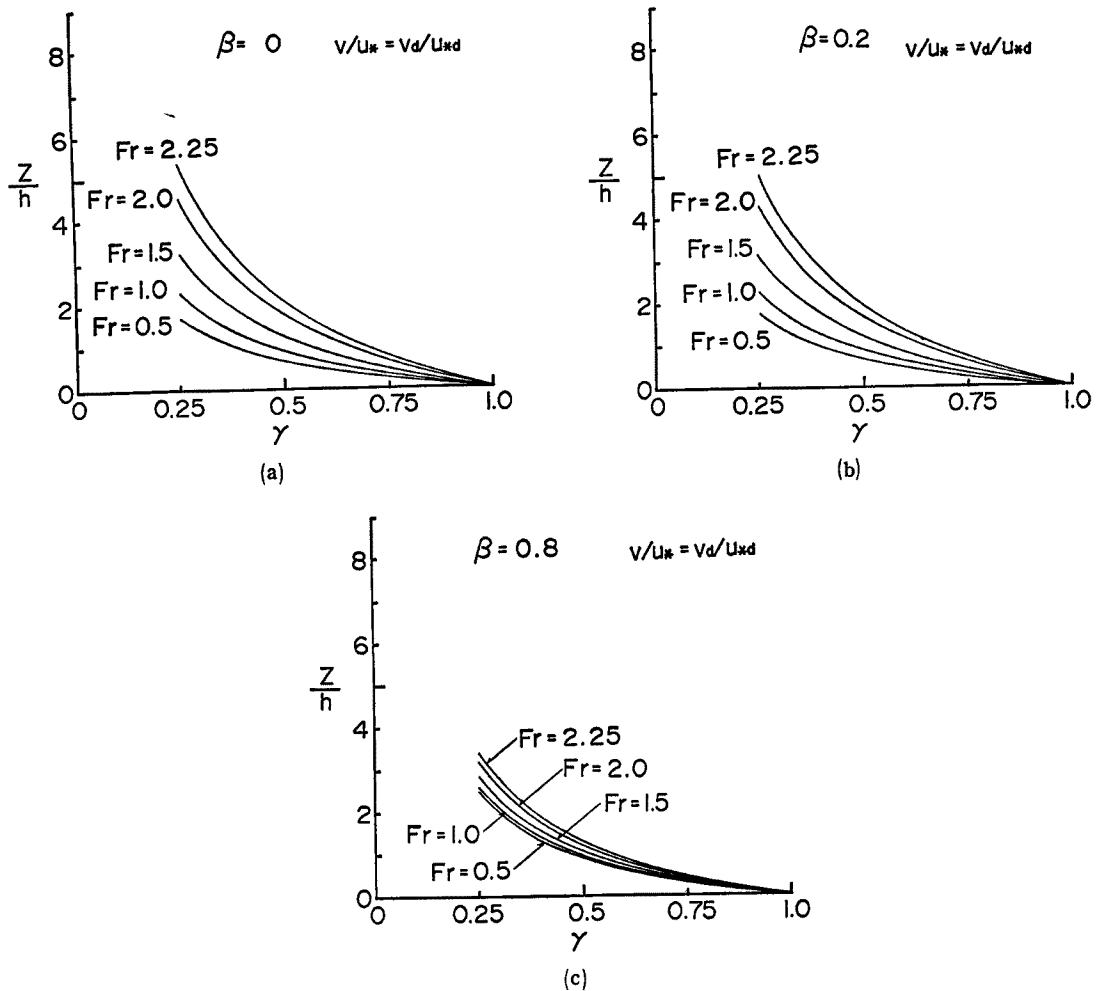 β= 0 v/u* = vd/u*d
8
6
4
2
0
Z/h
Fr=2.25
Fr=2.0
Fr=1.5
Fr=1.0
Fr=0.5
0 0.25 0.5 0.75 1.0
γ
(a)
β=0.2 v/u* = vd/u*d
8
6
4
2
0
Z/h
Fr=2.25
Fr=2.0
Fr=1.5
Fr=1.0
Fr=0.5
0 0.25 0.5 0.75 1.0
γ
(b)
β=0.8 v/u* = vd/u*d
8
6
4
2
0
Z/h
Fr=2.25
Fr=2.0
Fr=1.5
Fr=1.0
Fr=0.5
0 0.25 0.5 0.75 1.0
γ
(c)